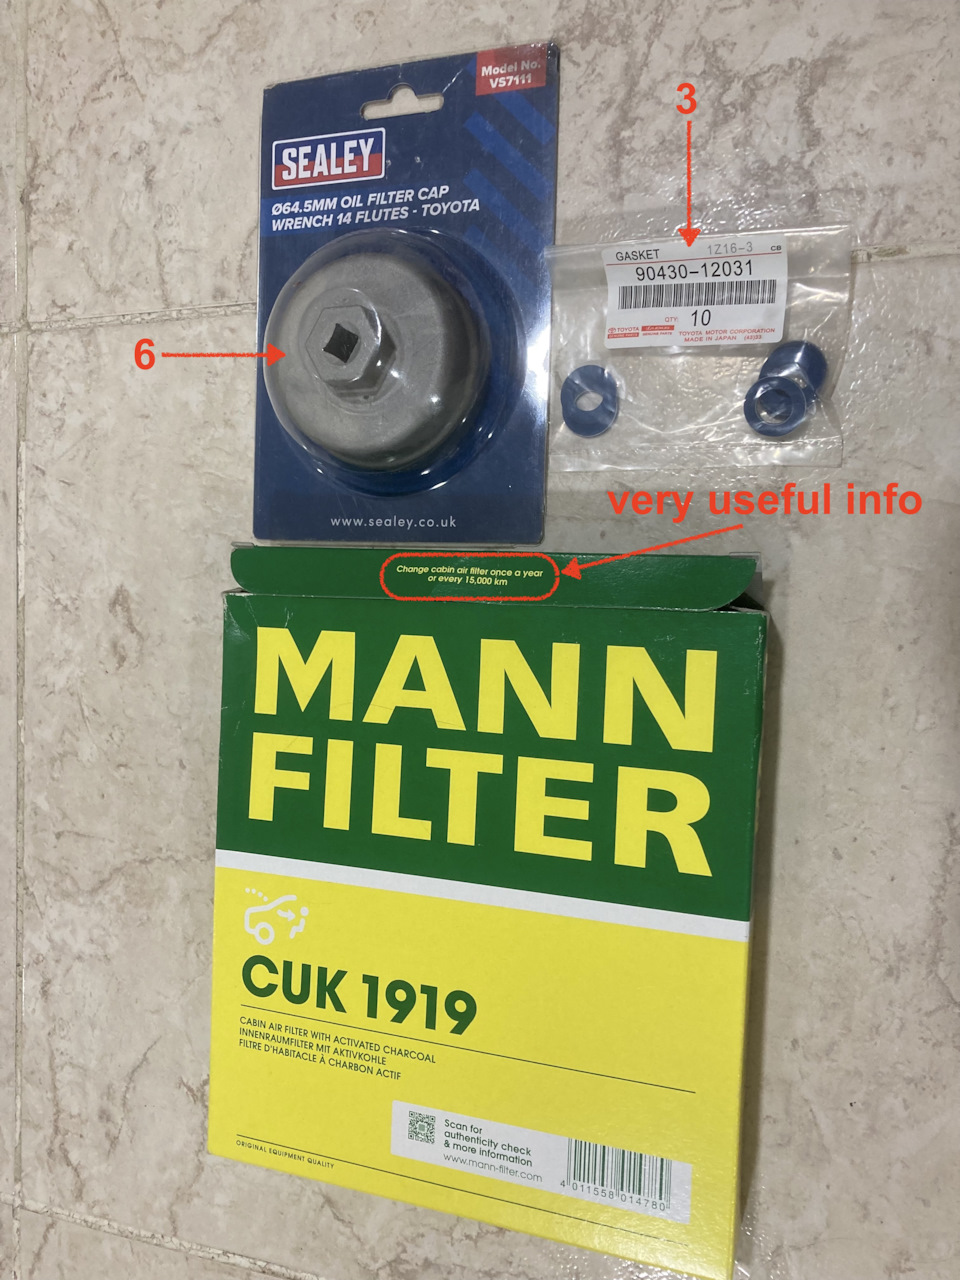 Model No.
VS7111
SEALEY
Ø64.5MM OIL FILTER CAP
WRENCH 14 FLUTES - TOYOTA
3
GASKET 1Z16-3 CB
90430-12031
QTY. 10
TOYOTA
TOYOTA MOTOR CORPORATION
MADE IN JAPAN
6
www.sealey.co.uk
very useful info
Change cabin air filter once a year
or every 15,000 km
MANN
FILTER
CUK 1919
CABIN AIR FILTER WITH ACTIVATED CHARCOAL
INNENRAUMFILTER MIT AKTIVKOHLE
FILTRE D'HABITACLE À CHARBON ACTIF
Scan for
authenticity check
& more information
www.mann-filter.com
4 011558 014780
ORIGINAL EQUIPMENT QUALITY